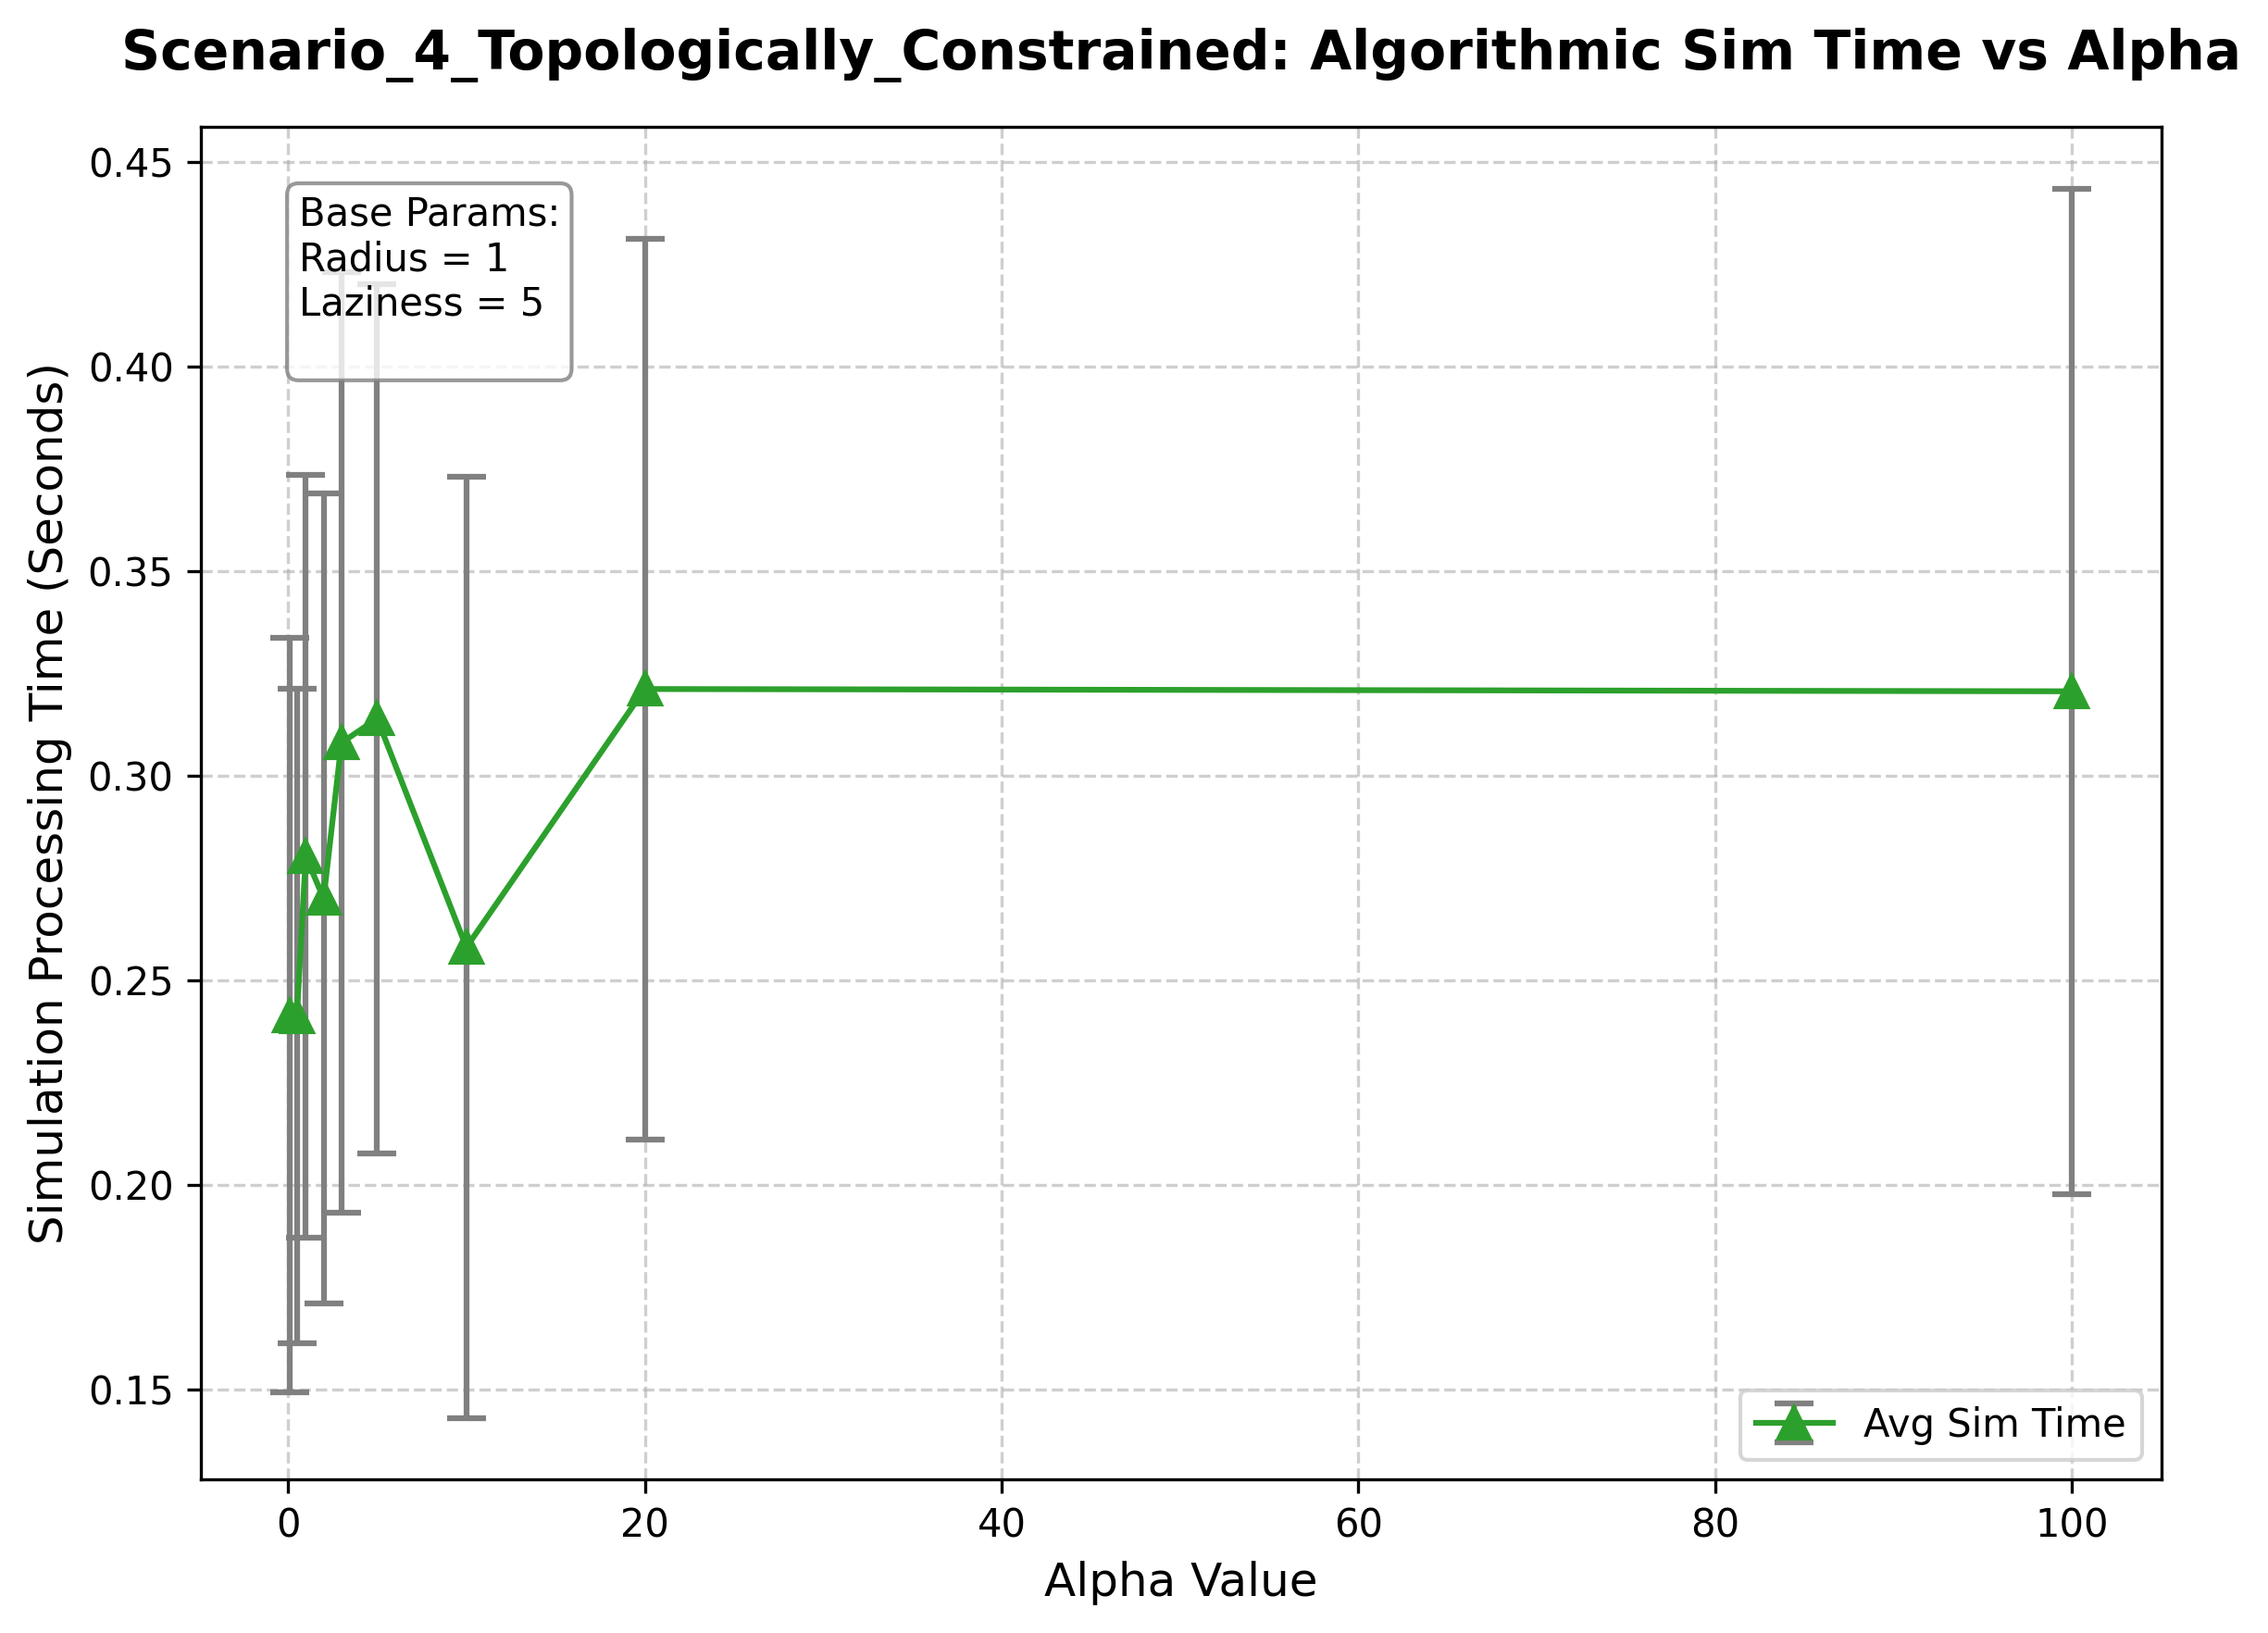 Scenario_4_Topologically_Constrained: Algorithmic Sim Time vs Alpha
Simulation Processing Time (Seconds)
0.45
0.40
0.35
0.30
0.25
0.20
0.15
Base Params:
Radius = 1
Laziness = 5
Avg Sim Time
0
20
40
60
80
100
Alpha Value